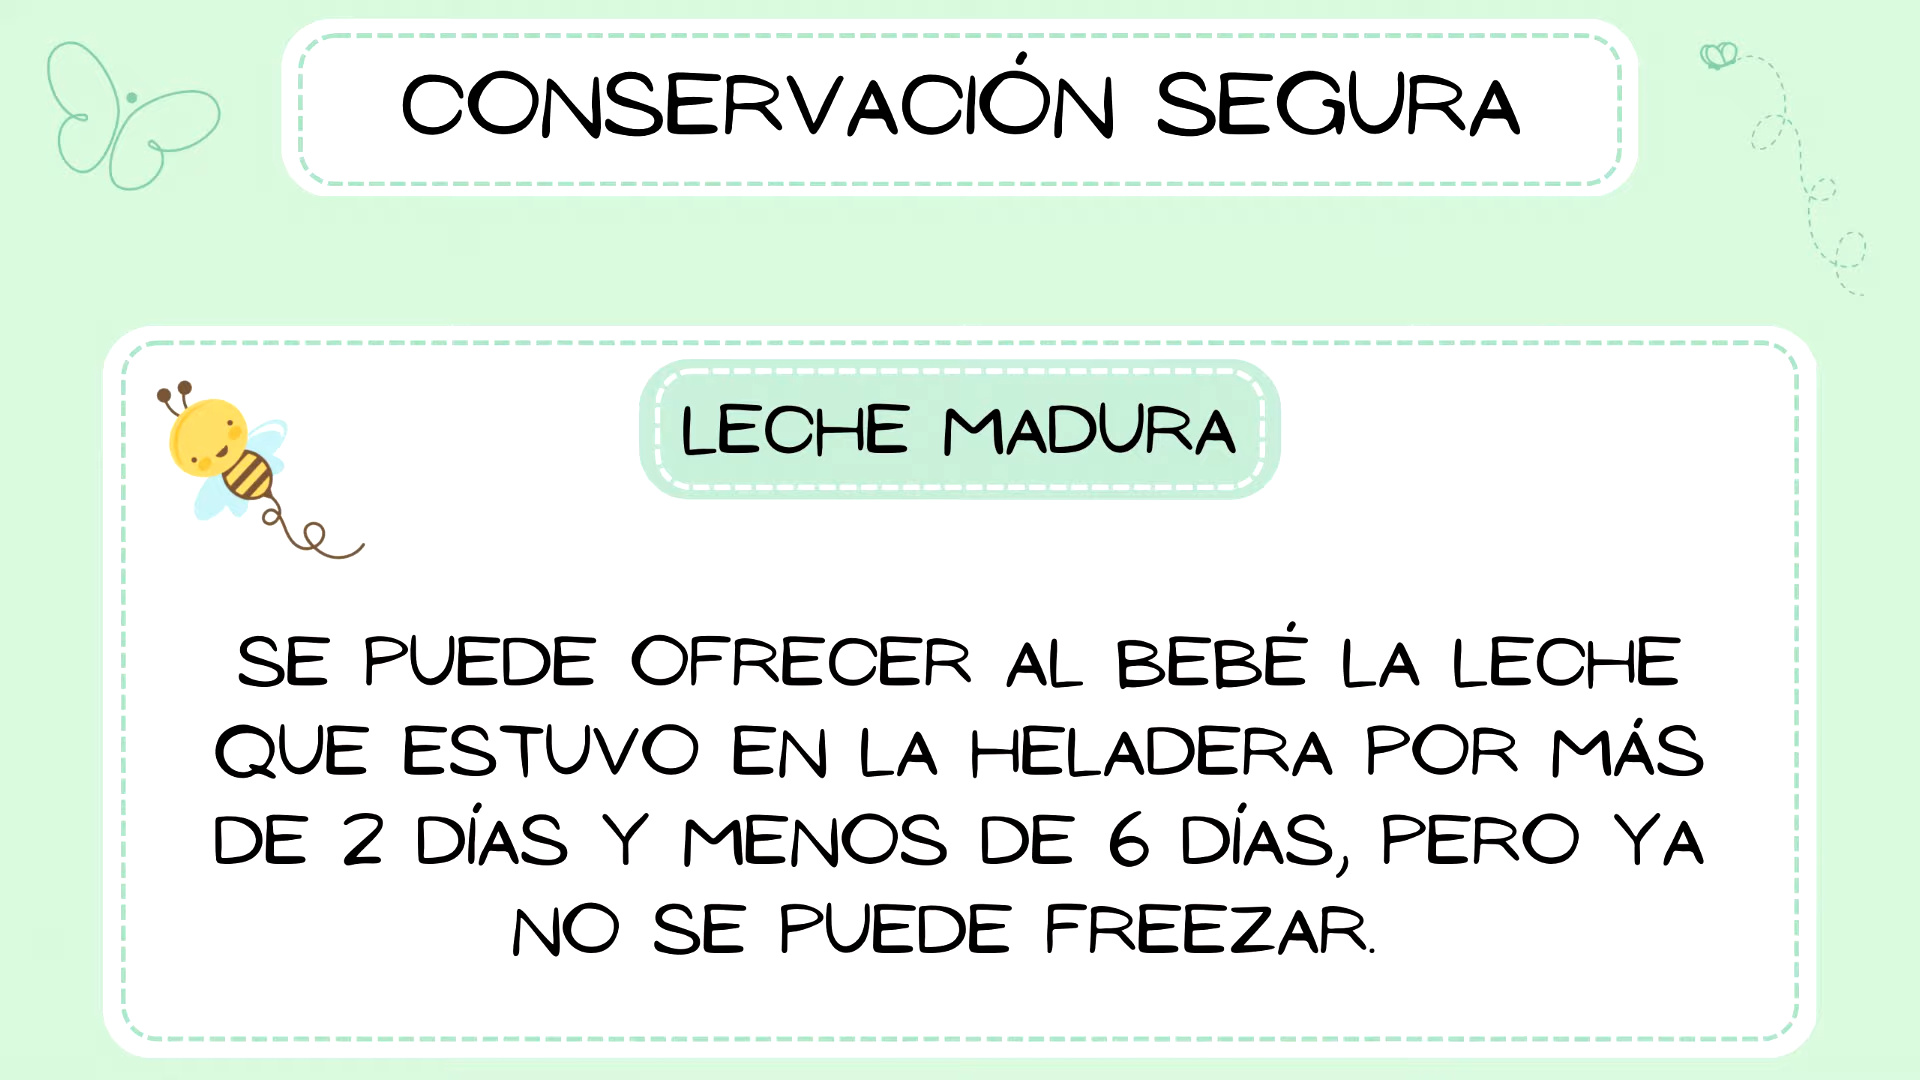 CONSERVACIÓN SEGURA
LECHE MADURA
SE PUEDE OFRECER AL BEBÉ LA LECHE
QUE ESTUVO EN LA HELADERA POR MÁS
DE 2 DÍAS Y MENOS DE 6 DÍAS, PERO YA
NO SE PUEDE FREEZAR.